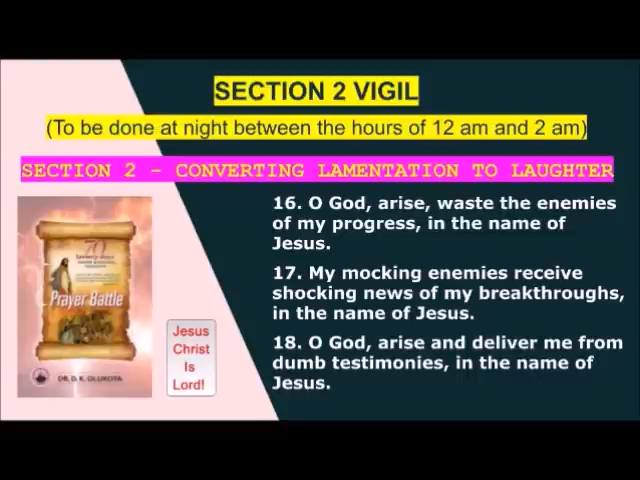 SECTION 2 VIGIL
(To be done at night between the hours of 12 am and 2 am)
SECTION 2 - CONVERTING LAMENTATION TO LAUGHTER
16. O God, arise, waste the enemies
of my progress, in the name of
Jesus.
17. My mocking enemies receive
shocking news of my breakthroughs,
in the name of Jesus.
18. O God, arise and deliver me from
dumb testimonies, in the name of
Jesus.
70
Prayer Battle
DR. D. K. OLUKOYA
Jesus
Christ
Is
Lord!